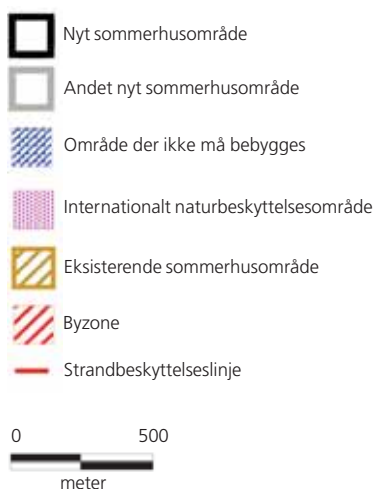 Nyt sommerhusområde
Andet nyt sommerhusområde
Område der ikke må bebygges
Internationalt naturbeskyttelsesområde
Eksisterende sommerhusområde
Byzone
Strandbeskyttelseslinje
0 500
meter